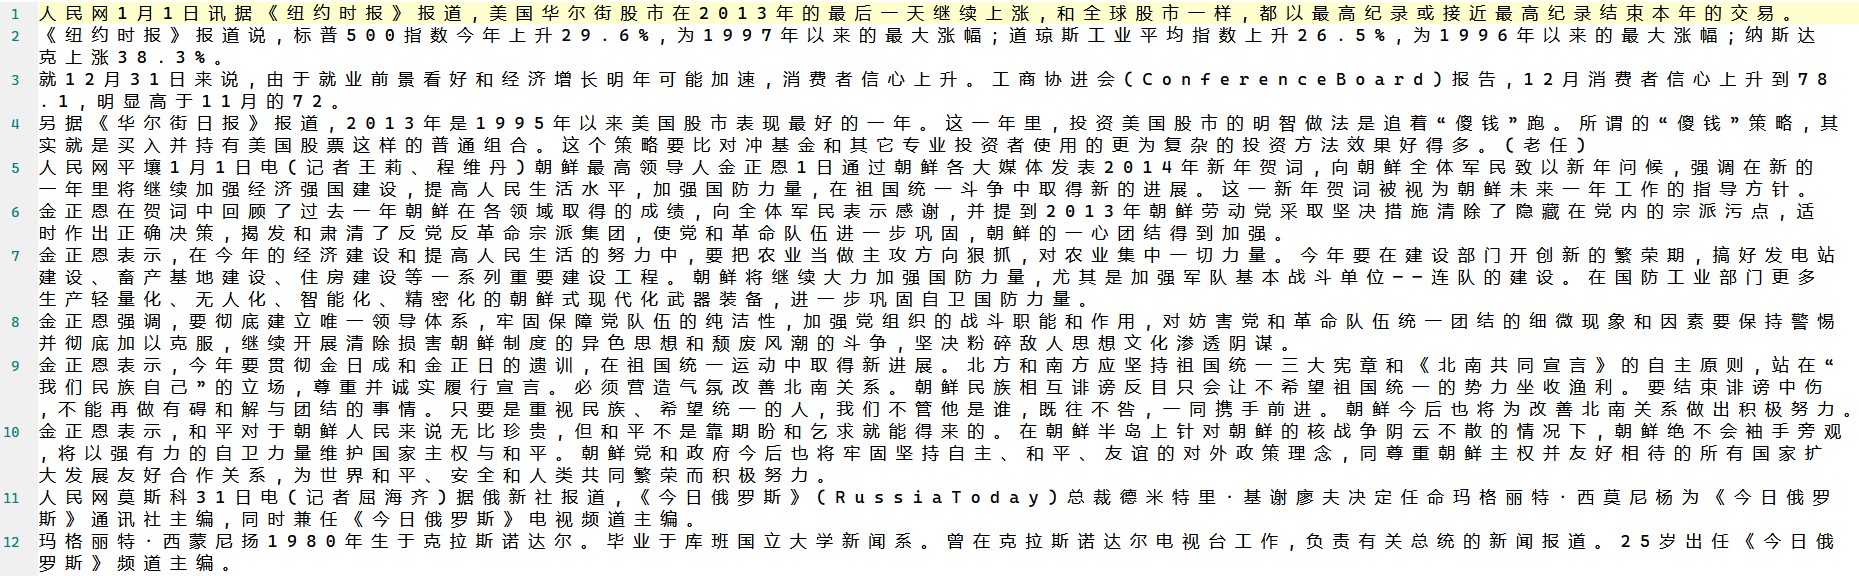 1 人民网1月1日讯据《纽约时报》报道,美国华尔街股市在2013年的最后一天继续上涨,和全球股市一样,都以最高纪录或接近最高纪录结束本年的交易。
2 《纽约时报》报道说,标普500指数今年上升29.6%,为1997年以来的最大涨幅;道琼斯工业平均指数上升26.5%,为1996年以来的最大涨幅;纳斯达
克上涨38.3%。
3 就12月31日来说,由于就业前景看好和经济增长明年可能加速,消费者信心上升。工商协进会(ConferenceBoard)报告,12月消费者信心上升到78
.1,明显高于11月的72。
4 另据《华尔街日报》报道,2013年是1995年以来美国股市表现最好的一年。这一年里,投资美国股市的明智做法是追着“傻钱”跑。所谓的“傻钱”策略,其
实就是买入并持有美国股票这样的普通组合。这个策略要比对冲基金和其它专业投资者使用的更为复杂的投资方法效果好得多。(老任)
5 人民网平壤1月1日电(记者王莉、程维丹)朝鲜最高领导人金正恩1日通过朝鲜各大媒体发表2014年新年贺词,向朝鲜全体军民致以新年问候,强调在新的
一年里将继续加强经济强国建设,提高人民生活水平,加强国防力量,在祖国统一斗争中取得新的进展。这一新年贺词被视为朝鲜未来一年工作的指导方针。
6 金正恩在贺词中回顾了过去一年朝鲜在各领域取得的成绩,向全体军民表示感谢,并提到2013年朝鲜劳动党采取坚决措施清除了隐藏在党内的宗派污点,适
时作出正确决策,揭发和肃清了反党反革命宗派集团,使党和革命队伍进一步巩固,朝鲜的一心团结得到加强。
7 金正恩表示,在今年的经济建设和提高人民生活的努力中,要把农业当做主攻方向狠抓,对农业集中一切力量。今年要在建设部门开创新的繁荣期,搞好发电站
建设、畜产基地建设、住房建设等一系列重要建设工程。朝鲜将继续大力加强国防力量,尤其是加强军队基本战斗单位——连队的建设。在国防工业部门更多
生产轻量化、无人化、智能化、精密化的朝鲜式现代化武器装备,进一步巩固自卫国防力量。
8 金正恩强调,要彻底建立唯一领导体系,牢固保障党队伍的纯洁性,加强党组织的战斗职能和作用,对妨害党和革命队伍统一团结的细微现象和因素要保持警惕
并彻底加以克服,继续开展清除损害朝鲜制度的异色思想和颓废风潮的斗争,坚决粉碎敌人思想文化渗透阴谋。
9 金正恩表示,今年要贯彻金日成和金正日的遗训,在祖国统一运动中取得新进展。北方和南方应坚持祖国统一三大宪章和《北南共同宣言》的自主原则,站在“
我们民族自己”的立场,尊重并诚实履行宣言。必须营造气氛改善北南关系。朝鲜民族相互诽谤反目只会让不希望祖国统一的势力坐收渔利。要结束诽谤中伤
,不能再做有碍和解与团结的事情。只要是重视民族、希望统一的人,我们不管他是谁,既往不咎,一同携手前进。朝鲜今后也将为改善北南关系做出积极努力。
10 金正恩表示,和平对于朝鲜人民来说无比珍贵,但和平不是靠期盼和乞求就能得来的。在朝鲜半岛上针对朝鲜的核战争阴云不散的情况下,朝鲜绝不会袖手旁观
,将以强有力的自卫力量维护国家主权与和平。朝鲜党和政府今后也将牢固坚持自主、和平、友谊的对外政策理念,同尊重朝鲜主权并友好相待的所有国家扩
大发展友好合作关系,为世界和平、安全和人类共同繁荣而积极努力。
11 人民网莫斯科31日电(记者屈海齐)据俄新社报道,《今日俄罗斯》(RussiaToday)总裁德米特里·基谢廖夫决定任命玛格丽特·西莫尼杨为《今日俄罗
斯》通讯社主编,同时兼任《今日俄罗斯》电视频道主编。
12 玛格丽特·西蒙尼扬1980年生于克拉斯诺达尔。毕业于库班国立大学新闻系。曾在克拉斯诺达尔电视台工作,负责有关总统的新闻报道。25岁出任《今日俄
罗斯》频道主编。